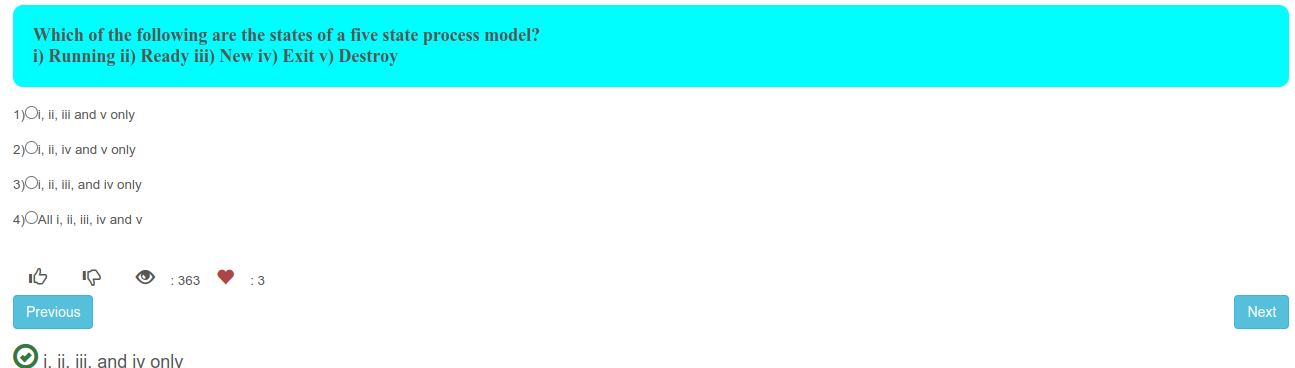 Which of the following are the states of a five state process model?
i) Running ii) Ready iii) New iv) Exit v) Destroy
1)i, ii, iii and v only
2)i, ii, iv and v only
3)i, ii, iii, and iv only
4)All i, ii, iii, iv and v
: 363 : 3
Previous Next
i, ii, iii, and iv only